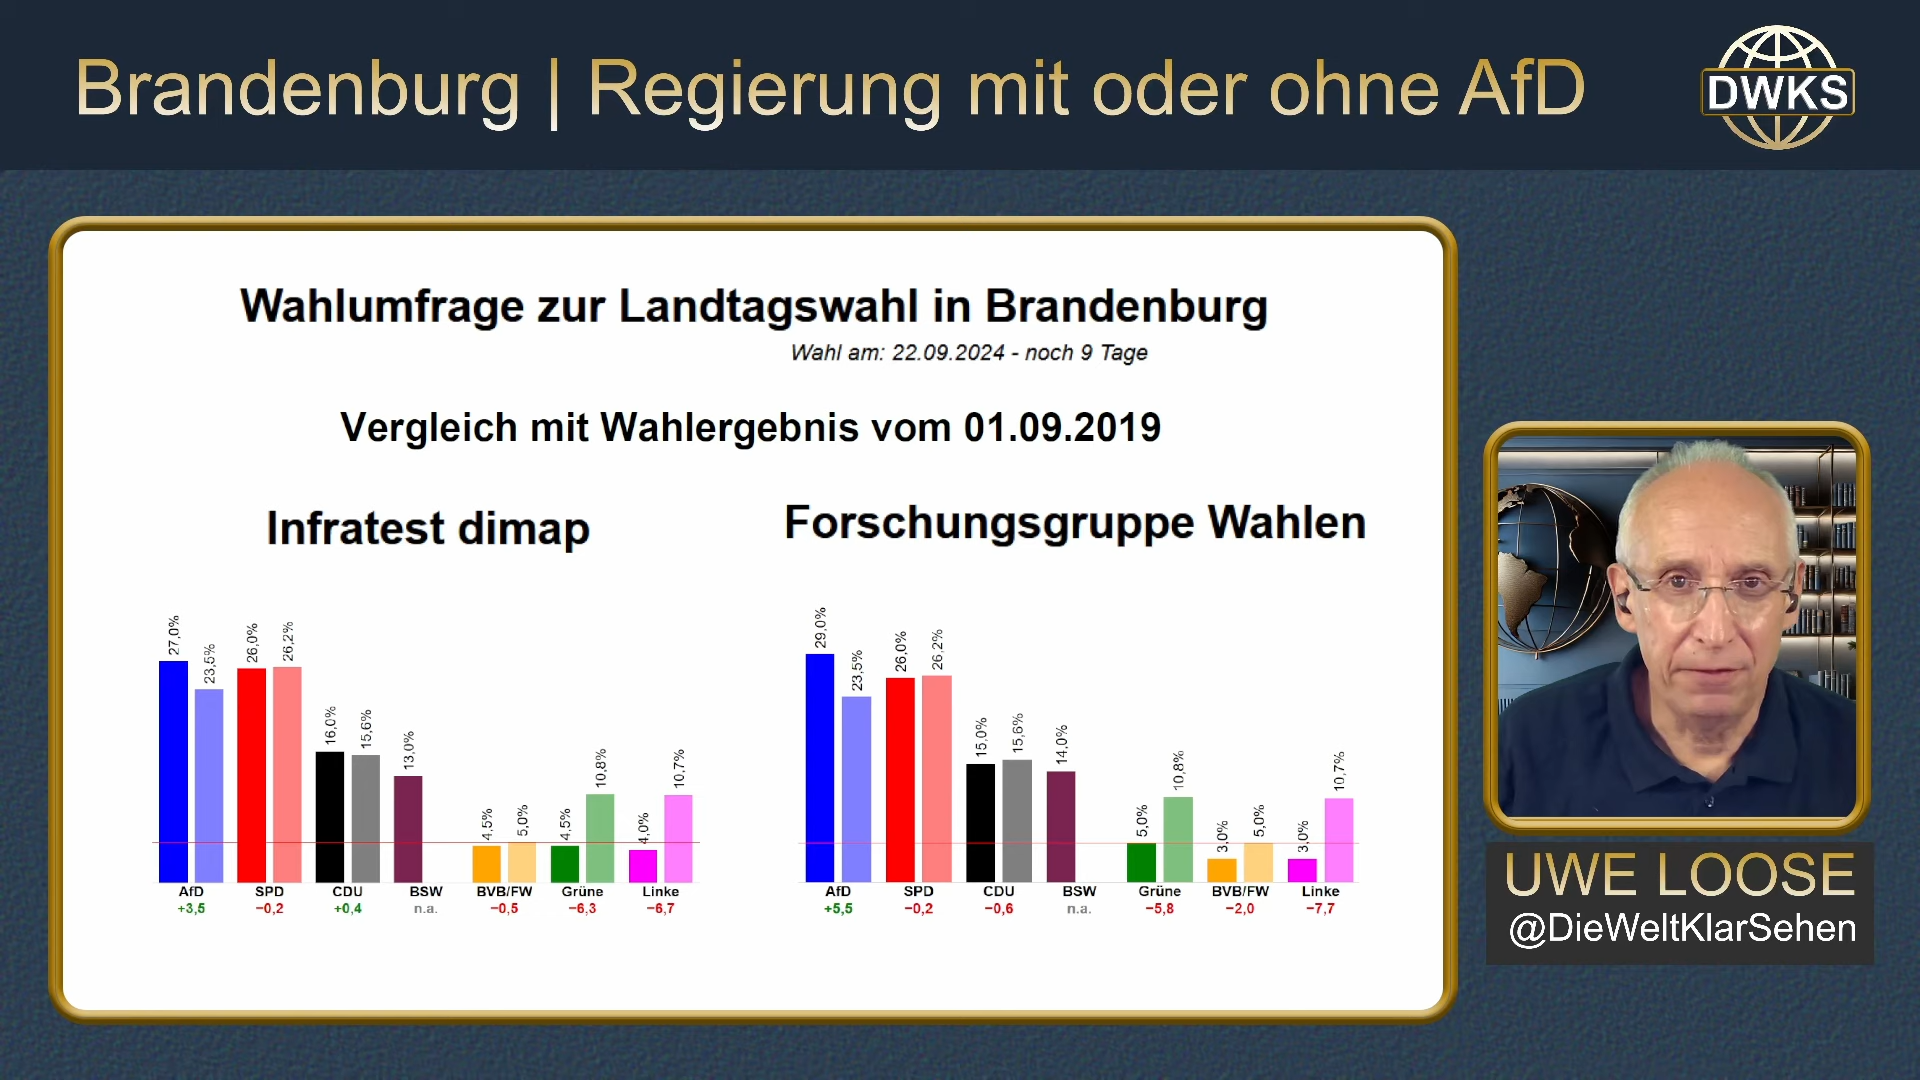 Brandenburg | Regierung mit oder ohne AfD
DWKS
Wahlumfrage zur Landtagswahl in Brandenburg
Wahl am: 22.09.2024 - noch 9 Tage
Vergleich mit Wahlergebnis vom 01.09.2019
Infratest dimap
27,0% 23,5% 26,0% 26,2% 16,0% 15,6% 13,0% 4,5% 5,0% 4,5% 10,8% 4,0% 10,7%
AfD SPD CDU BSW BVB/FW Grüne Linke
+3,5 −0,2 +0,4 n.a. −0,5 −6,3 −6,7
Forschungsgruppe Wahlen
29,0% 23,5% 26,0% 26,2% 15,0% 15,6% 14,0% 5,0% 10,8% 3,0% 5,0% 3,0% 10,7%
AfD SPD CDU BSW Grüne BVB/FW Linke
+5,5 −0,2 −0,6 n.a. −5,8 −2,0 −7,7
UWE LOOSE
@DieWeltKlarSehen